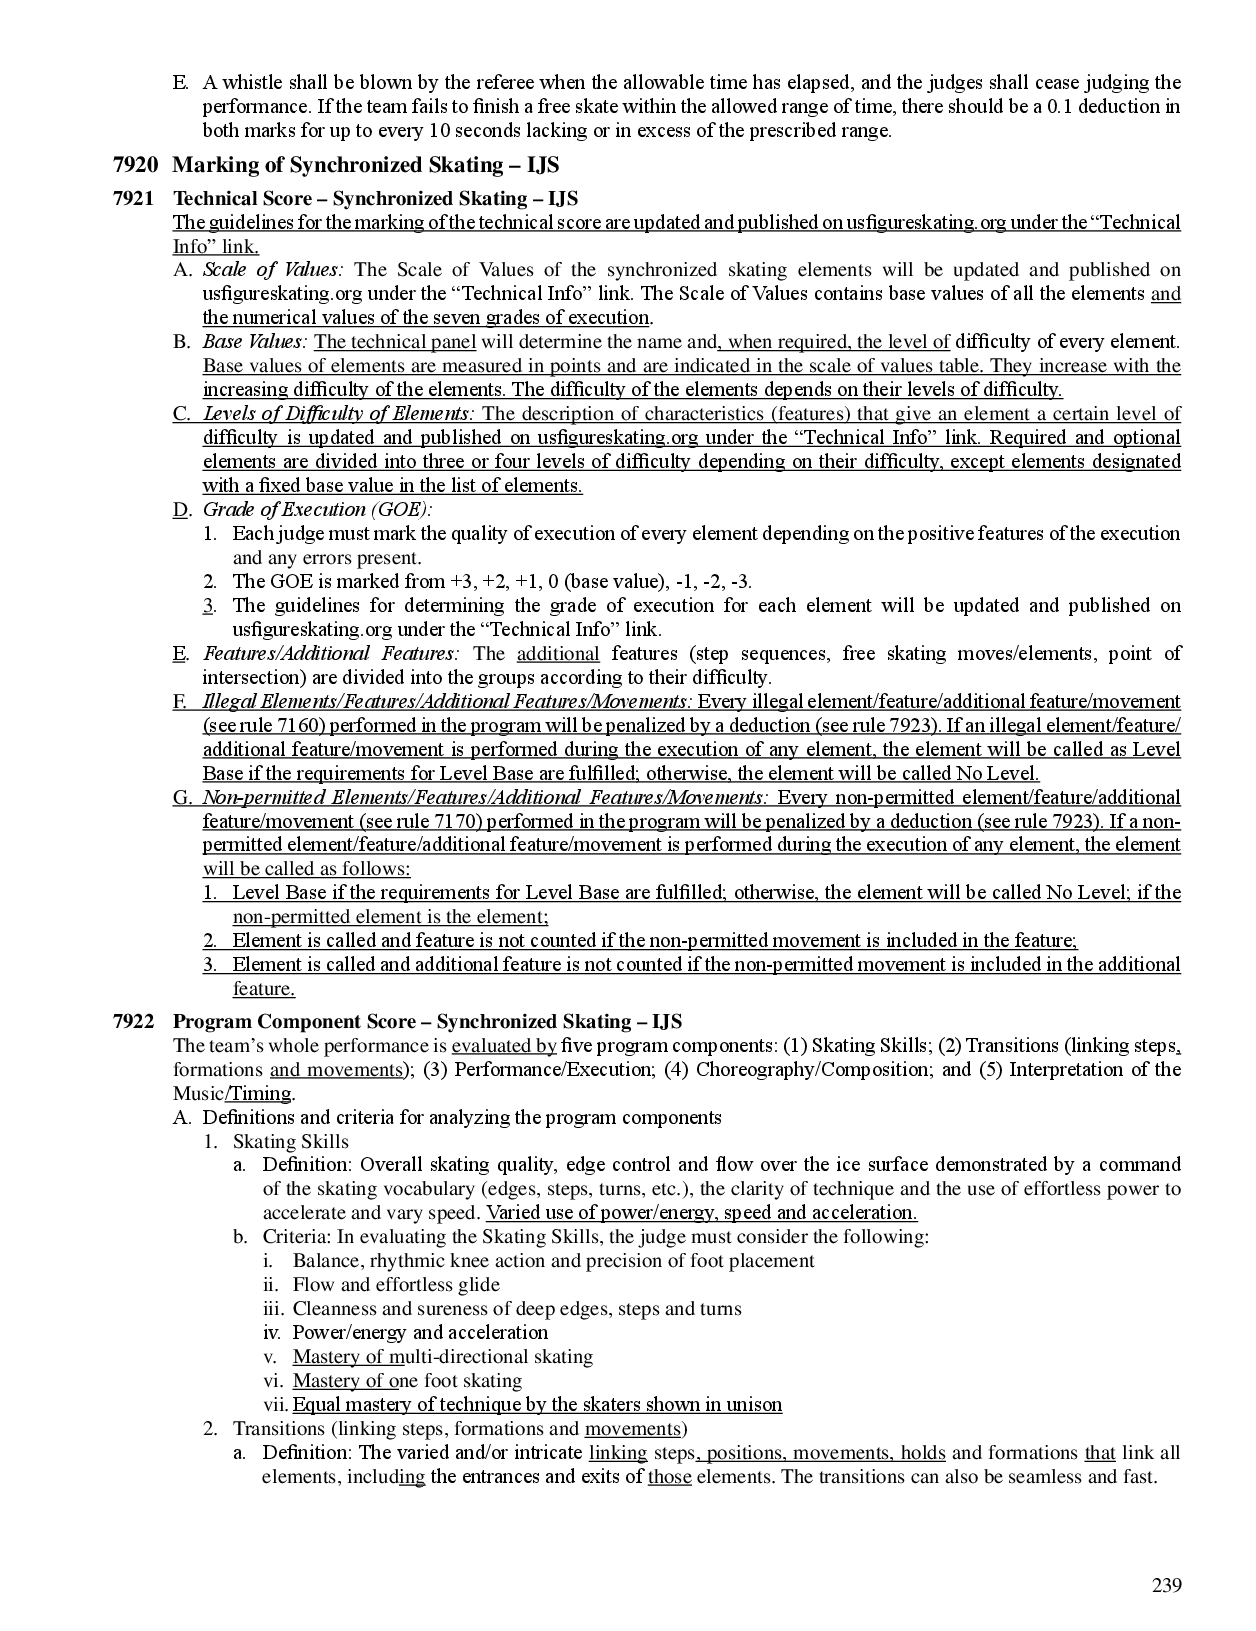 E. A whistle shall be blown by the referee when the allowable time has elapsed, and the judges shall cease judging the
performance. If the team fails to finish a free skate within the allowed range of time, there should be a 0.1 deduction in
both marks for up to every 10 seconds lacking or in excess of the prescribed range.
7920 Marking of Synchronized Skating – IJS
7921 Technical Score – Synchronized Skating – IJS
The guidelines for the marking of the technical score are updated and published on usfigureskating.org under the “Technical
Info” link.
A. Scale of Values: The Scale of Values of the synchronized skating elements will be updated and published on
usfigureskating.org under the “Technical Info” link. The Scale of Values contains base values of all the elements and
the numerical values of the seven grades of execution.
B. Base Values: The technical panel will determine the name and, when required, the level of difficulty of every element.
Base values of elements are measured in points and are indicated in the scale of values table. They increase with the
increasing difficulty of the elements. The difficulty of the elements depends on their levels of difficulty.
C. Levels of Difficulty of Elements: The description of characteristics (features) that give an element a certain level of
difficulty is updated and published on usfigureskating.org under the “Technical Info” link. Required and optional
elements are divided into three or four levels of difficulty depending on their difficulty, except elements designated
with a fixed base value in the list of elements.
D. Grade of Execution (GOE):
1. Each judge must mark the quality of execution of every element depending on the positive features of the execution
and any errors present.
2. The GOE is marked from +3, +2, +1, 0 (base value), -1, -2, -3.
3. The guidelines for determining the grade of execution for each element will be updated and published on
usfigureskating.org under the “Technical Info” link.
E. Features/Additional Features: The additional features (step sequences, free skating moves/elements, point of
intersection) are divided into the groups according to their difficulty.
F. Illegal Elements/Features/Additional Features/Movements: Every illegal element/feature/additional feature/movement
(see rule 7160) performed in the program will be penalized by a deduction (see rule 7923). If an illegal element/feature/
additional feature/movement is performed during the execution of any element, the element will be called as Level
Base if the requirements for Level Base are fulfilled; otherwise, the element will be called No Level.
G. Non-permitted Elements/Features/Additional Features/Movements: Every non-permitted element/feature/additional
feature/movement (see rule 7170) performed in the program will be penalized by a deduction (see rule 7923). If a non-
permitted element/feature/additional feature/movement is performed during the execution of any element, the element
will be called as follows:
1. Level Base if the requirements for Level Base are fulfilled; otherwise, the element will be called No Level; if the
non-permitted element is the element;
2. Element is called and feature is not counted if the non-permitted movement is included in the feature;
3. Element is called and additional feature is not counted if the non-permitted movement is included in the additional
feature.
7922 Program Component Score – Synchronized Skating – IJS
The team’s whole performance is evaluated by five program components: (1) Skating Skills; (2) Transitions (linking steps,
formations and movements); (3) Performance/Execution; (4) Choreography/Composition; and (5) Interpretation of the
Music/Timing.
A. Definitions and criteria for analyzing the program components
1. Skating Skills
a. Definition: Overall skating quality, edge control and flow over the ice surface demonstrated by a command
of the skating vocabulary (edges, steps, turns, etc.), the clarity of technique and the use of effortless power to
accelerate and vary speed. Varied use of power/energy, speed and acceleration.
b. Criteria: In evaluating the Skating Skills, the judge must consider the following:
i. Balance, rhythmic knee action and precision of foot placement
ii. Flow and effortless glide
iii. Cleanness and sureness of deep edges, steps and turns
iv. Power/energy and acceleration
v. Mastery of multi-directional skating
vi. Mastery of one foot skating
vii. Equal mastery of technique by the skaters shown in unison
2. Transitions (linking steps, formations and movements)
a. Definition: The varied and/or intricate linking steps, positions, movements, holds and formations that link all
elements, including the entrances and exits of those elements. The transitions can also be seamless and fast.
239